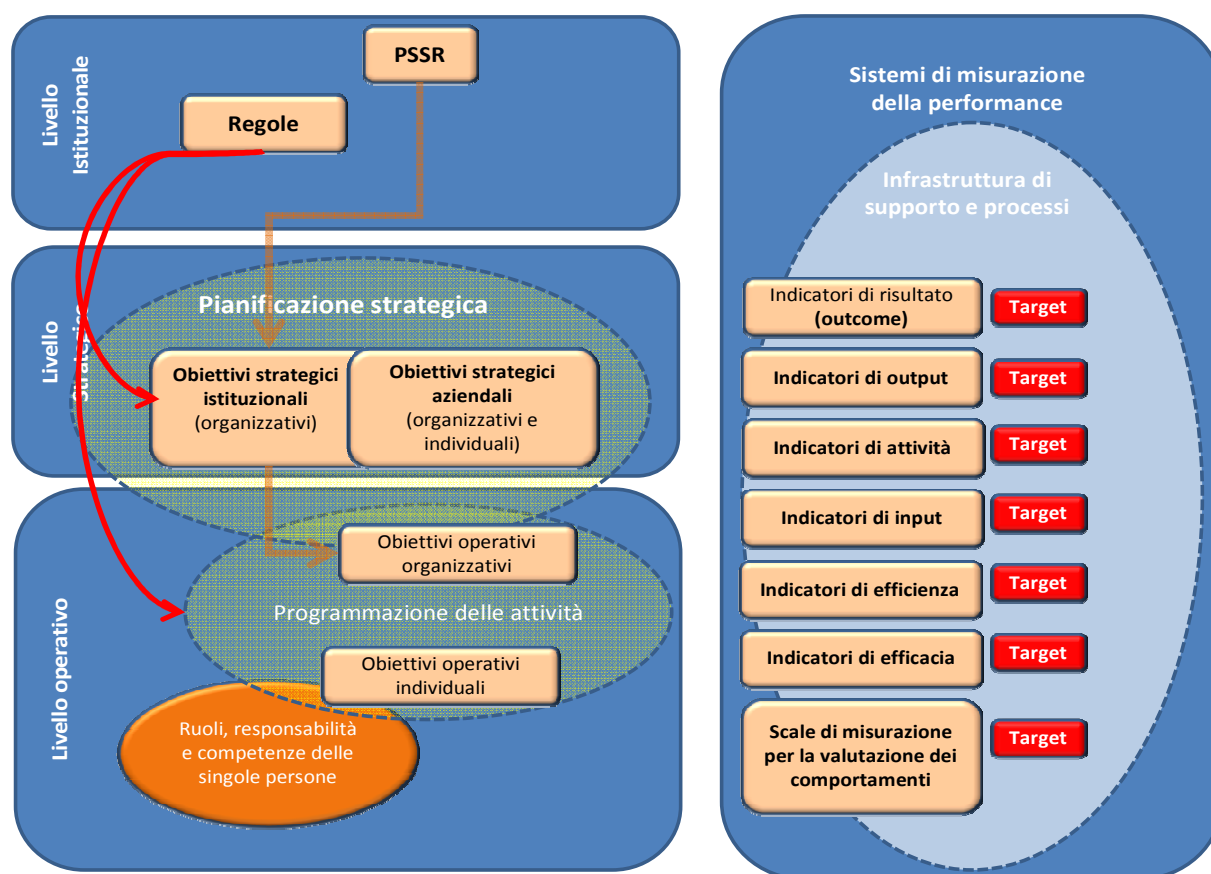 Livello
Istituzionale
PSSR
Regole
Livello
Strategico
Pianificazione strategica
Obiettivi strategici
istituzionali
(organizzativi)
Obiettivi strategici
aziendali
(organizzativi e
individuali)
Livello operativo
Obiettivi operativi
organizzativi
Programmazione delle attività
Obiettivi operativi
individuali
Ruoli, responsabilità
e competenze delle
singole persone
Sistemi di misurazione
della performance
Infrastruttura di
supporto e processi
Indicatori di risultato
(outcome)
Target
Indicatori di output
Target
Indicatori di attività
Target
Indicatori di input
Target
Indicatori di efficienza
Target
Indicatori di efficacia
Target
Scale di misurazione
per la valutazione dei
comportamenti
Target